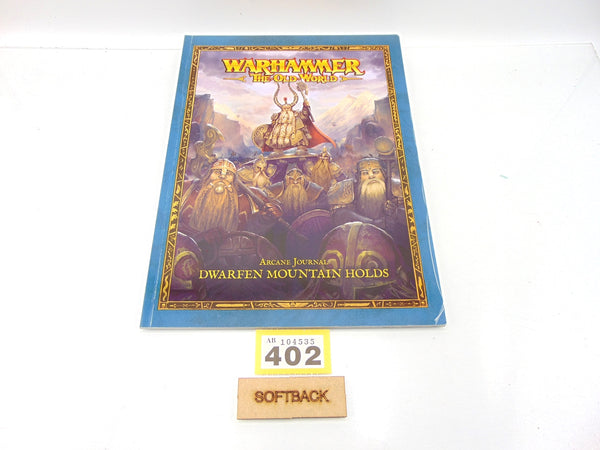 WARHAMMER
THE OLD WORLD
ARCANE JOURNAL
DWARFEN MOUNTAIN HOLDS
AB 104535
402
SOFTBACK